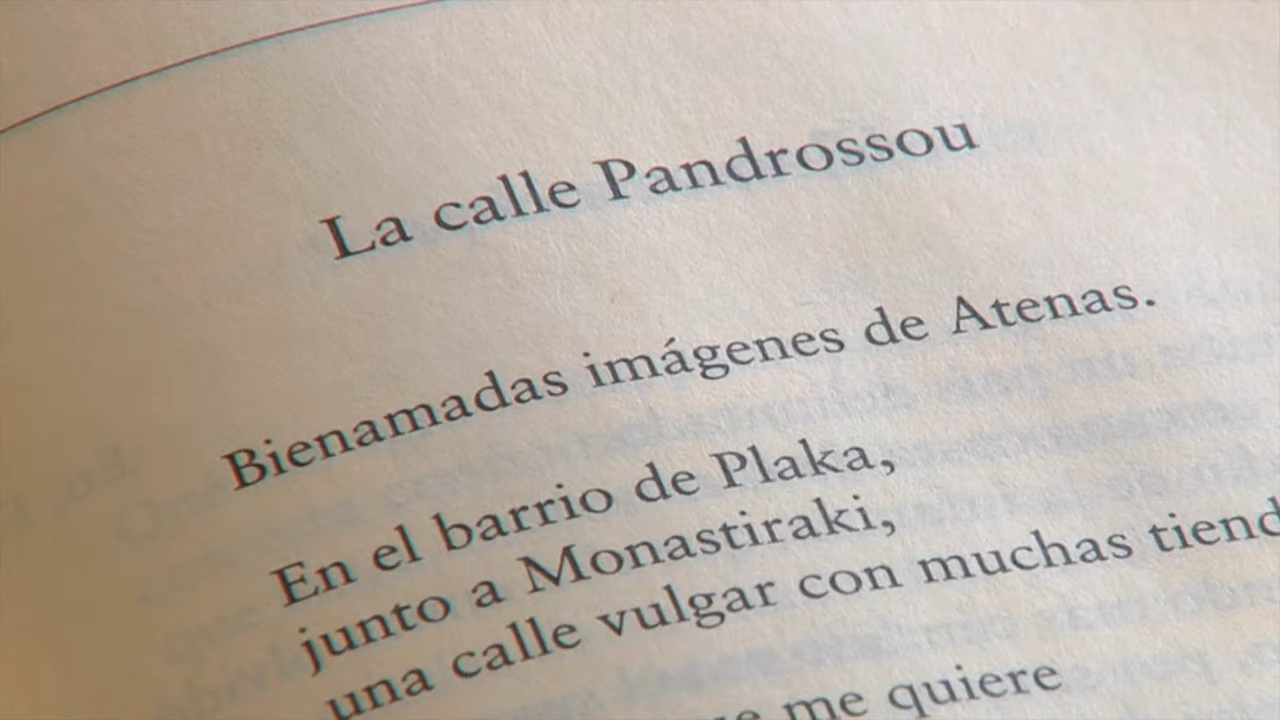 La calle Pandrossou
Bienamadas imágenes de Atenas.
En el barrio de Plaka,
junto a Monastiraki,
una calle vulgar con muchas tiend
me quiere